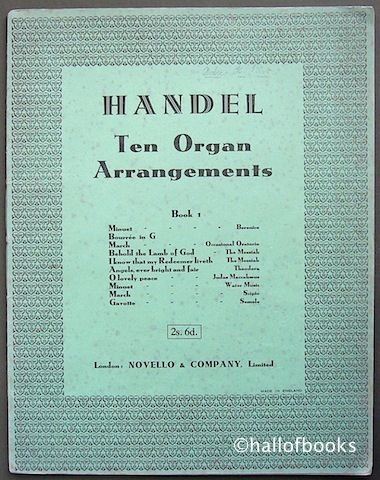 HANDEL
Ten Organ
Arrangements
Book 1
Minuet - - - - Berenice
Bourrée in G
March - - - Occasional Oratorio
Behold the Lamb of God - The Messiah
I know that my Redeemer liveth The Messiah
Angels, ever bright and fair Theodora
O lovely peace - Judas Maccabaeus
Minuet - - - Water Music
March - - - - Scipio
Gavotte - - - - Semele
2s. 6d.
London: NOVELLO & COMPANY, Limited
MADE IN ENGLAND
©hallofbooks